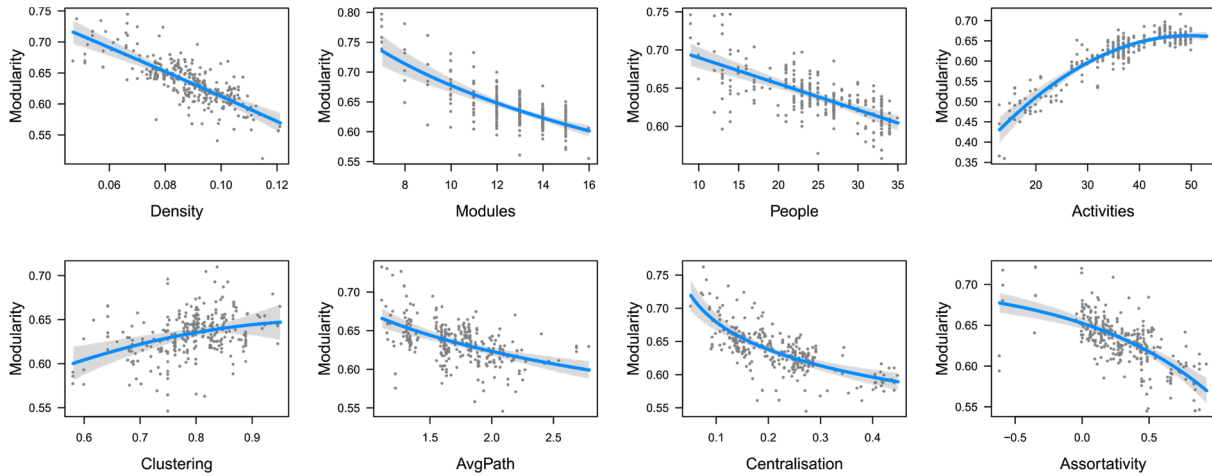 Modularity
0.75
0.70
0.65
0.60
0.55
0.06 0.08 0.10 0.12
Density
Modularity
0.80
0.75
0.70
0.65
0.60
0.55
8 10 12 14 16
Modules
Modularity
0.70
0.65
0.60
10 15 20 25 30 35
People
Modularity
0.70
0.65
0.60
0.55
0.50
0.45
0.40
0.35
20 30 40 50
Activities
Modularity
0.70
0.65
0.60
0.55
0.6 0.7 0.8 0.9
Clustering
Modularity
0.70
0.65
0.60
0.55
1.5 2.0 2.5
AvgPath
Modularity
0.75
0.70
0.65
0.60
0.55
0.1 0.2 0.3 0.4
Centralisation
Modularity
0.70
0.65
0.60
0.55
−0.5 0.0 0.5
Assortativity